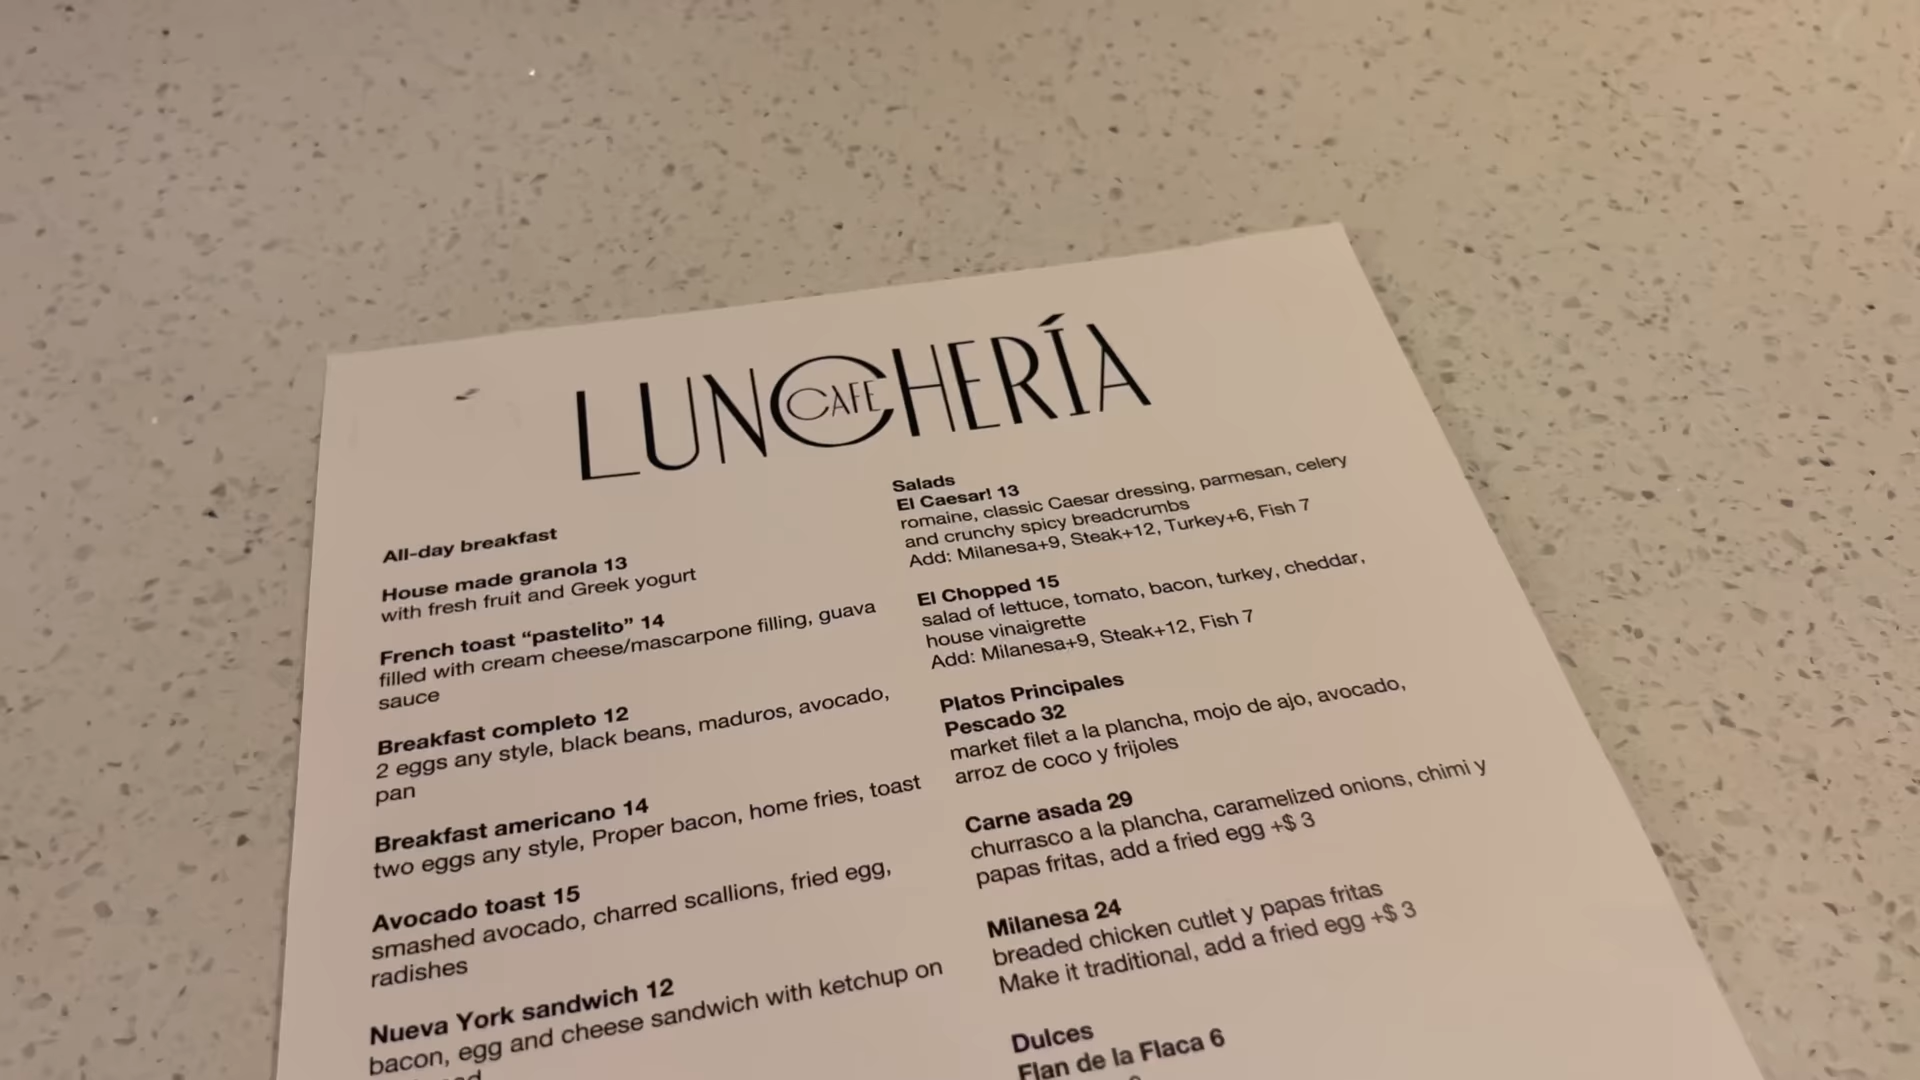 LUNCHERÍA
CAFE
All-day breakfast
House made granola 13
with fresh fruit and Greek yogurt
French toast “pastelito” 14
filled with cream cheese/mascarpone filling, guava
sauce
Breakfast completo 12
2 eggs any style, black beans, maduros, avocado,
pan
Breakfast americano 14
two eggs any style, Proper bacon, home fries, toast
Avocado toast 15
smashed avocado, charred scallions, fried egg,
radishes
Nueva York sandwich 12
bacon, egg and cheese sandwich with ketchup on
Salads
El Caesar! 13
romaine, classic Caesar dressing, parmesan, celery
and crunchy spicy breadcrumbs
Add: Milanesa+9, Steak+12, Turkey+6, Fish 7
El Chopped 15
salad of lettuce, tomato, bacon, turkey, cheddar,
house vinaigrette
Add: Milanesa+9, Steak+12, Fish 7
Platos Principales
Pescado 32
market filet a la plancha, mojo de ajo, avocado,
arroz de coco y frijoles
Carne asada 29
churrasco a la plancha, caramelized onions, chimi y
papas fritas, add a fried egg +$ 3
Milanesa 24
breaded chicken cutlet y papas fritas
Make it traditional, add a fried egg +$ 3
Dulces
Flan de la Flaca 6